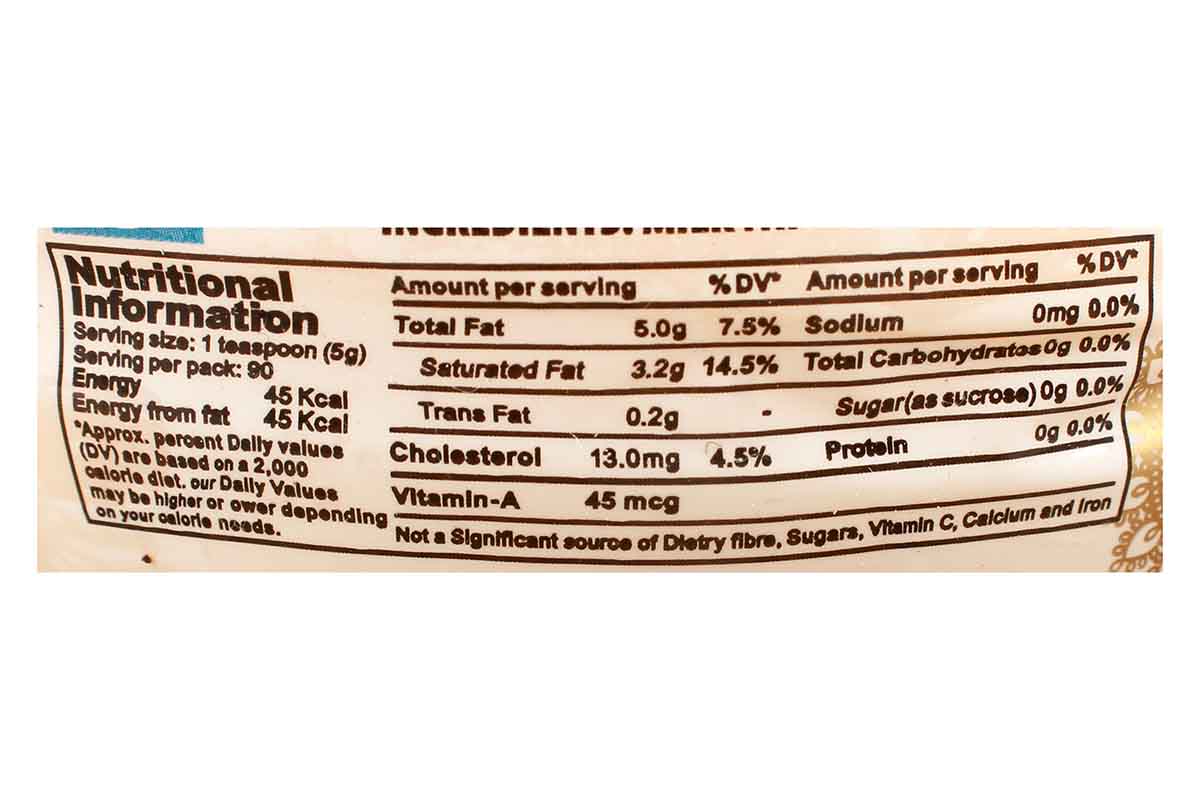 INGREDIENTS: MILK FAT
Nutritional
Information
Serving size: 1 teaspoon (5g)
Serving per pack: 90
Energy 45 Kcal
Energy from fat 45 Kcal
*Approx. percent Daily values
(DV) are based on a 2,000
calorie diet. our Daily Values
may be higher or ower depending
on your calorie needs.
Amount per serving %DV*
Total Fat 5.0g 7.5%
Saturated Fat 3.2g 14.5%
Trans Fat 0.2g -
Cholesterol 13.0mg 4.5%
Vitamin-A 45 mcg
Amount per serving %DV*
Sodium 0mg 0.0%
Total Carbohydrates 0g 0.0%
Sugar(as sucrose) 0g 0.0%
Protein 0g 0.0%
Not a Significant source of Dietry fibre, Sugars, Vitamin C, Calcium and Iron